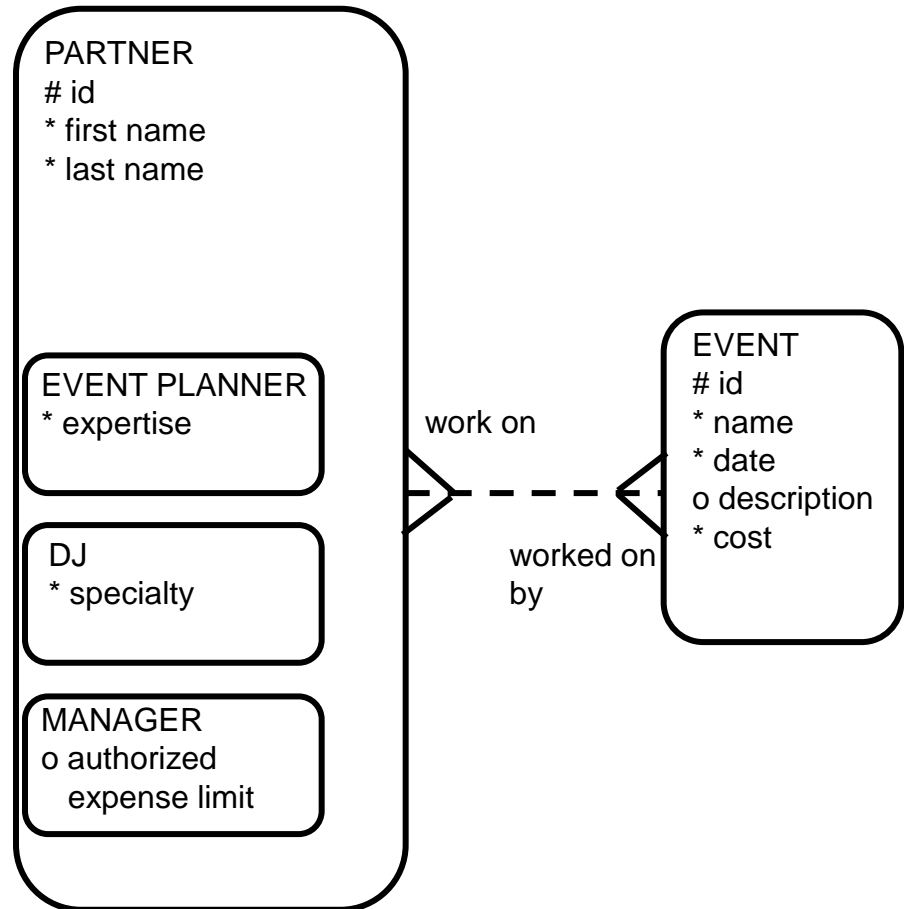 PARTNER
# id
* first name
* last name
EVENT PLANNER
* expertise
DJ
* specialty
MANAGER
o authorized
expense limit
work on
worked on
by
EVENT
# id
* name
* date
o description
* cost